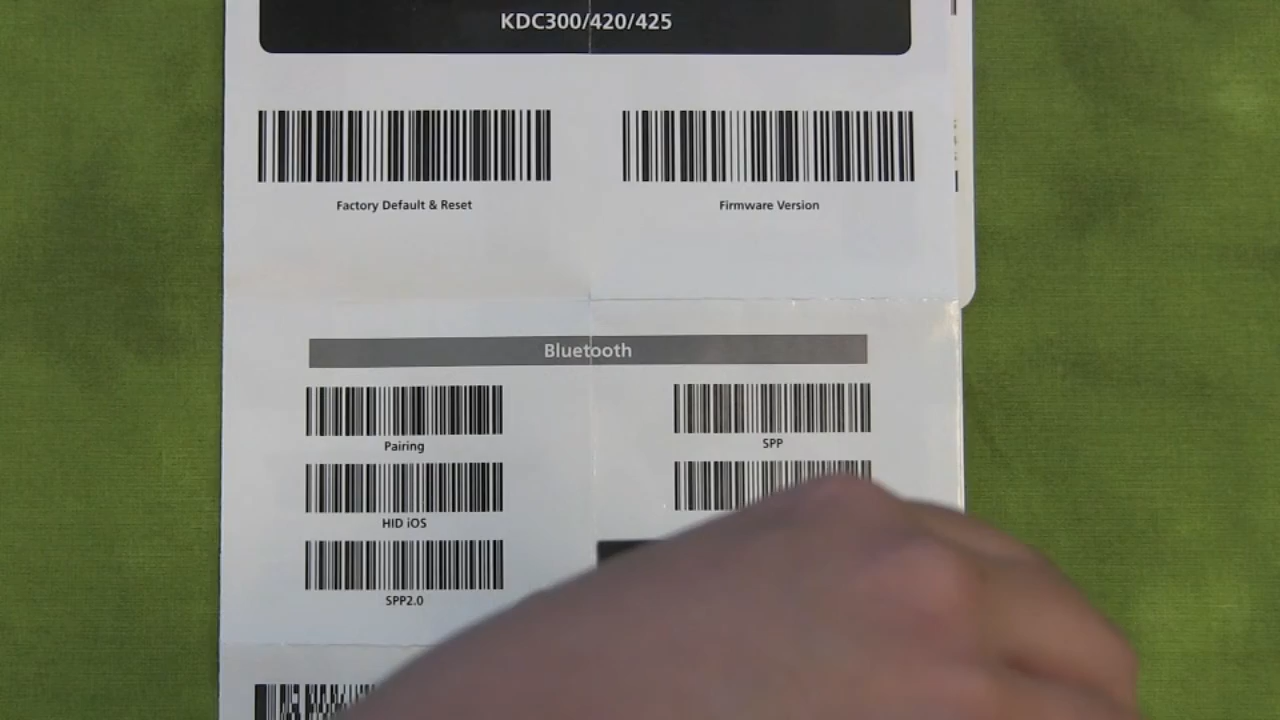 KDC300/420/425
Factory Default & Reset
Firmware Version
Bluetooth
Pairing
SPP
HID iOS
SPP2.0